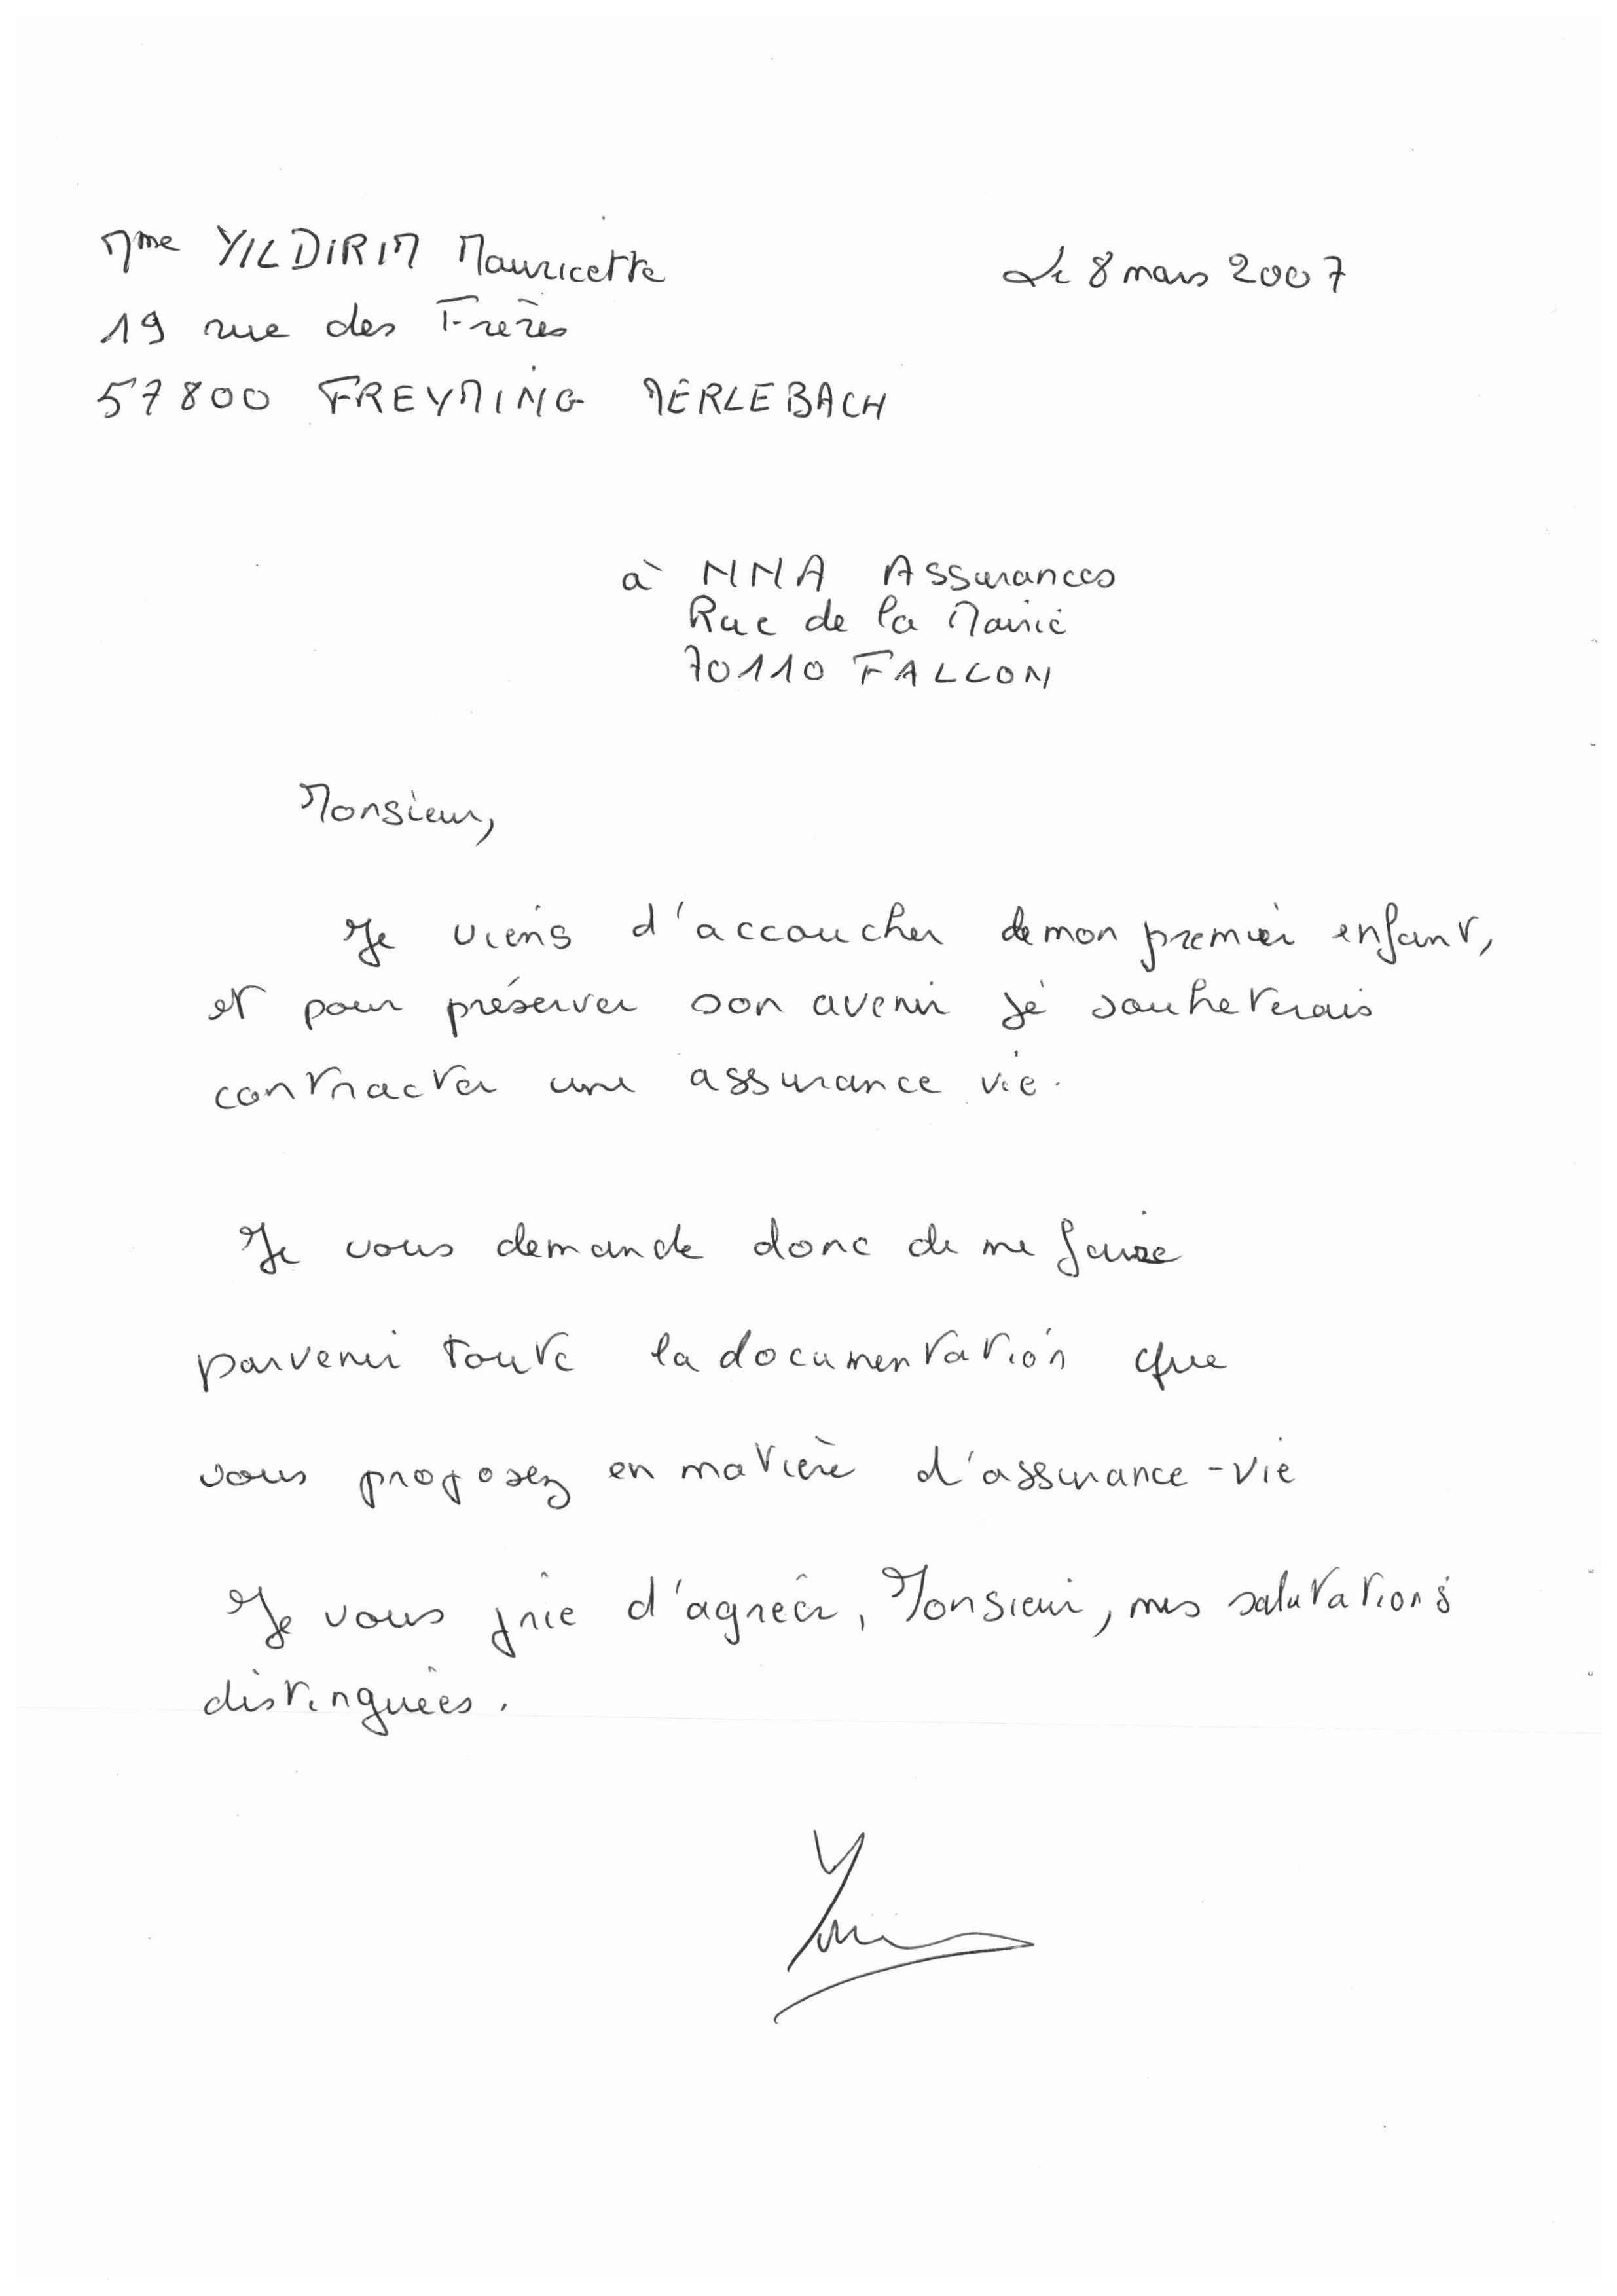 Mme YILDIRIM Mauricette
Le 8 mars 2007
19 rue des Frères
57800 FREYMING MERLEBACH
à NNA Assurances
Rue de la Mairie
70110 FALLON
Monsieur,
Je viens d'accoucher de mon premier enfant,
et pour préserver son avenir je souheterais
contracter une assurance vie.
Je vous demande donc de me faire
parvenir toute la documentation que
vous proposez en matière d'assurance-vie
Je vous prie d'agréer, Monsieur, mes salutations
distinguées.